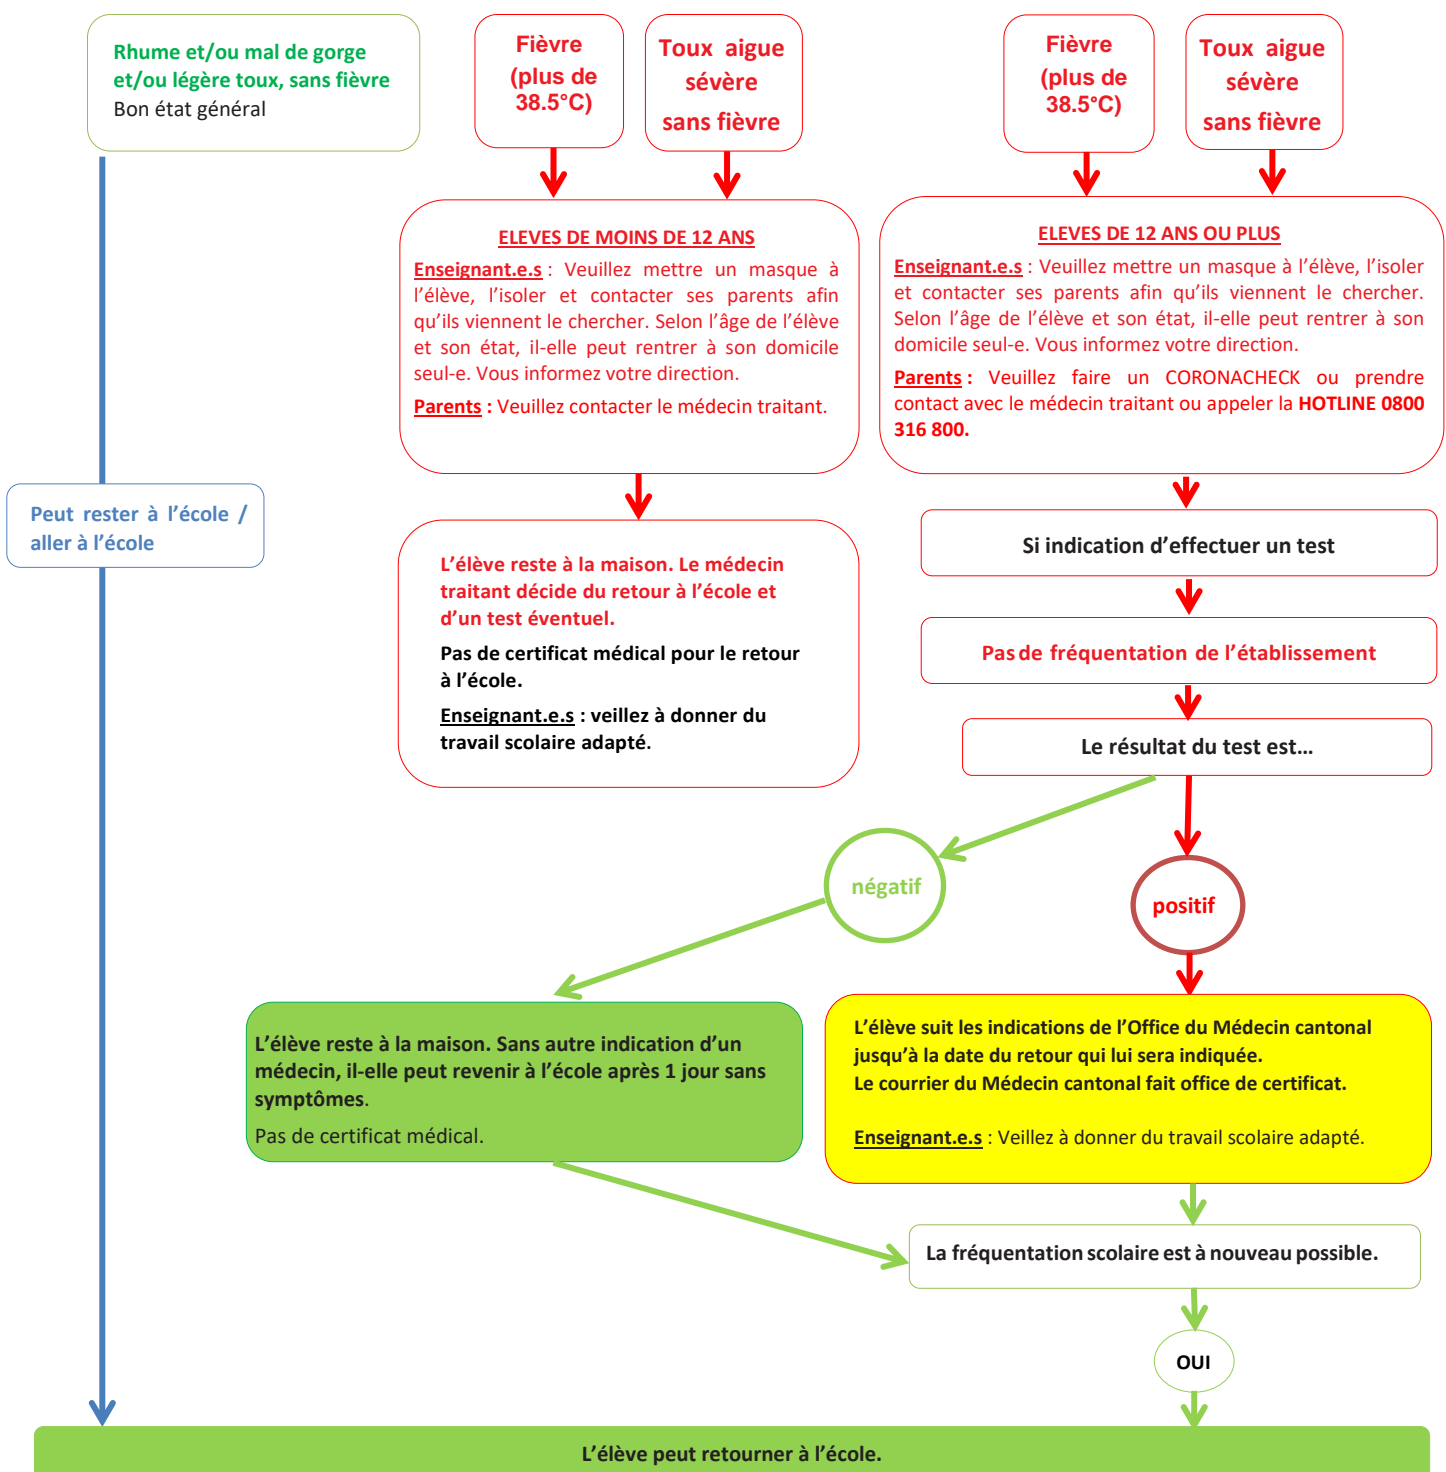 Rhume et/ou mal de gorge
et/ou légère toux, sans fièvre
Bon état général
Fièvre
(plus de
38.5°C)
Toux aigue
sévère
sans fièvre
Fièvre
(plus de
38.5°C)
Toux aigue
sévère
sans fièvre
ELEVES DE MOINS DE 12 ANS
Enseignant.e.s : Veuillez mettre un masque à
l’élève, l’isoler et contacter ses parents afin
qu’ils viennent le chercher. Selon l’âge de l’élève
et son état, il-elle peut rentrer à son domicile
seul-e. Vous informez votre direction.
Parents : Veuillez contacter le médecin traitant.
ELEVES DE 12 ANS OU PLUS
Enseignant.e.s : Veuillez mettre un masque à l’élève, l’isoler
et contacter ses parents afin qu’ils viennent le chercher.
Selon l’âge de l’élève et son état, il-elle peut rentrer à son
domicile seul-e. Vous informez votre direction.
Parents : Veuillez faire un CORONACHECK ou prendre
contact avec le médecin traitant ou appeler la HOTLINE 0800
316 800.
Peut rester à l’école /
aller à l’école
L’élève reste à la maison. Le médecin
traitant décide du retour à l’école et
d’un test éventuel.
Pas de certificat médical pour le retour
à l’école.
Enseignant.e.s : veillez à donner du
travail scolaire adapté.
Si indication d’effectuer un test
Pas de fréquentation de l’établissement
Le résultat du test est…
négatif
positif
L’élève reste à la maison. Sans autre indication d’un
médecin, il-elle peut revenir à l’école après 1 jour sans
symptômes.
Pas de certificat médical.
L’élève suit les indications de l’Office du Médecin cantonal
jusqu’à la date du retour qui lui sera indiquée.
Le courrier du Médecin cantonal fait office de certificat.
Enseignant.e.s : Veillez à donner du travail scolaire adapté.
La fréquentation scolaire est à nouveau possible.
OUI
L’élève peut retourner à l’école.